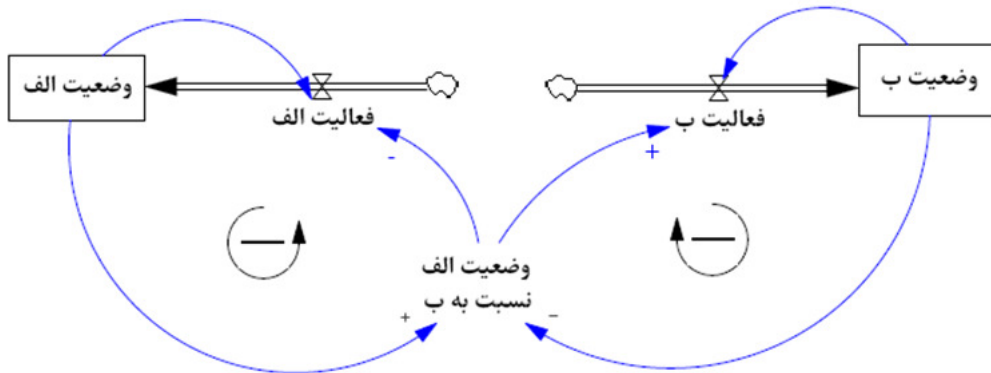 وضعیت ب
وضعیت الف
فعالیت ب
فعالیت الف
+
-
وضعیت الف
نسبت به ب
+
-